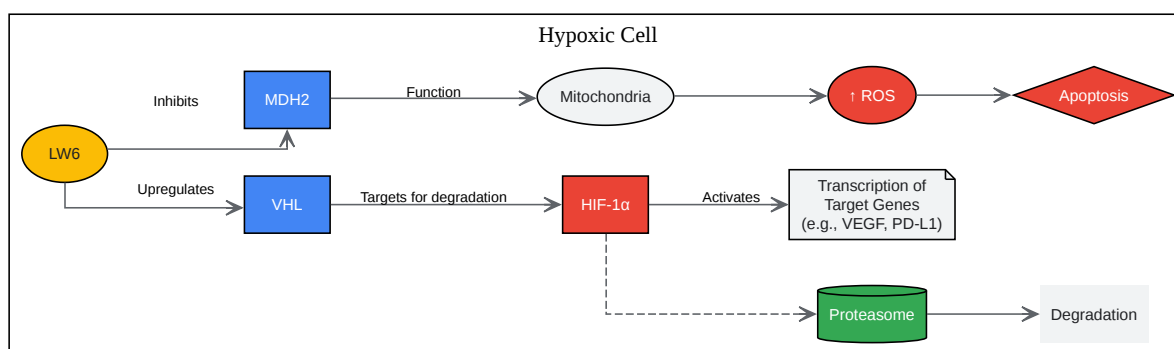 Hypoxic Cell
Inhibits
MDH2
Function
Mitochondria
↑ ROS
Apoptosis
LW6
Upregulates
VHL
Targets for degradation
HIF-1α
Activates
Transcription of
Target Genes
(e.g., VEGF, PD-L1)
Proteasome
Degradation